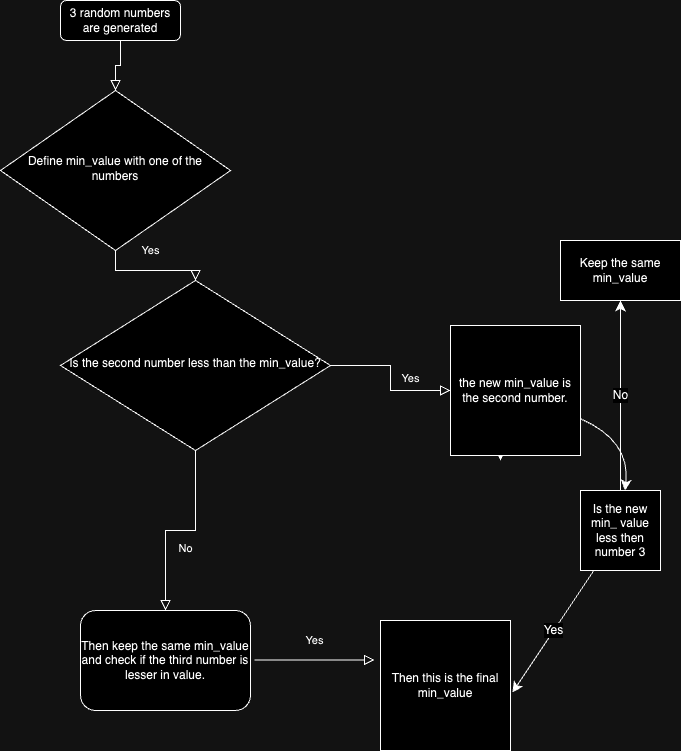 3 random numbers
are generated
Define min_value with one of the
numbers
Yes
Is the second number less than the min_value?
Yes
the new min_value is
the second number.
Keep the same
min_value
No
Is the new
min_ value
less then
number 3
No
Then keep the same min_value
and check if the third number is
lesser in value.
Yes
Yes
Then this is the final
min_value